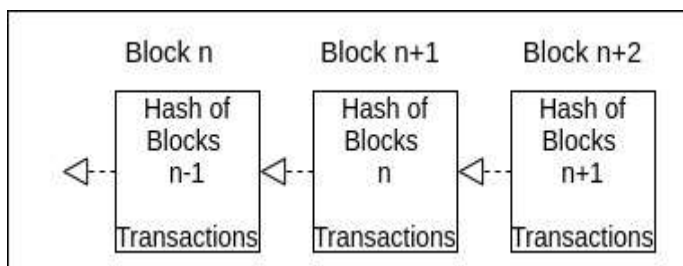 Block n
Block n+1
Block n+2
Hash of
Blocks
n-1
Transactions
Hash of
Blocks
n
Transactions
Hash of
Blocks
n+1
Transactions